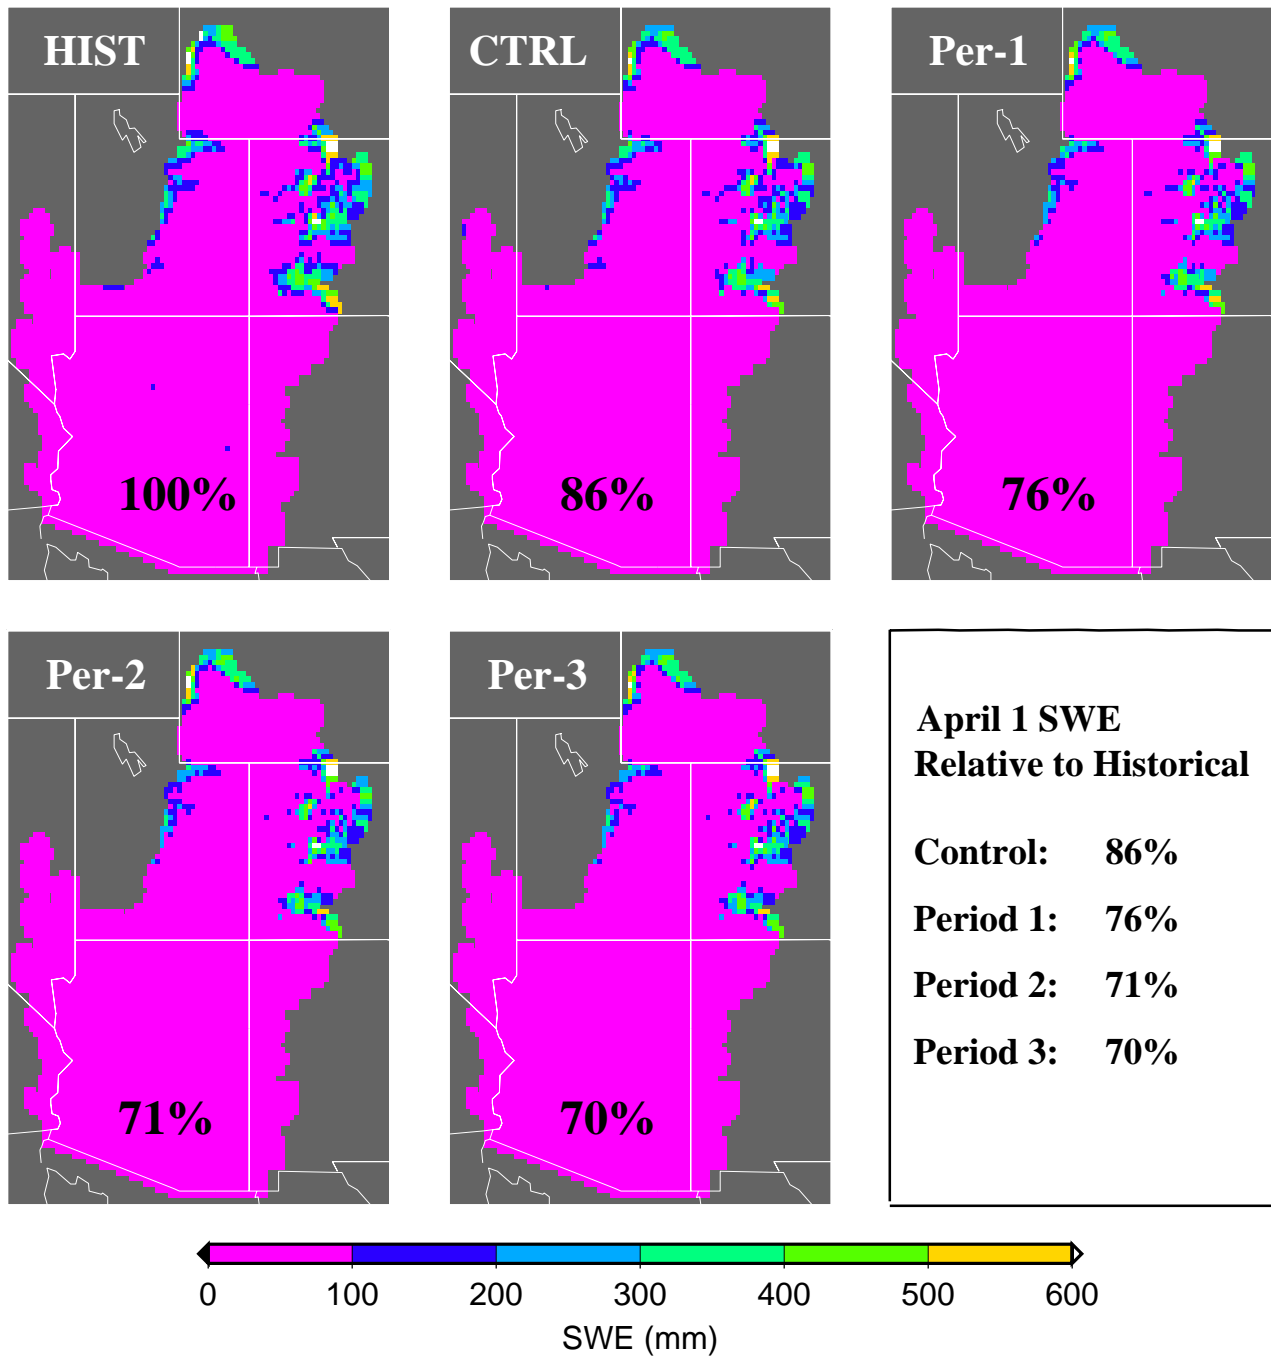 HIST
CTRL
Per-1
100%
86%
76%
Per-2
Per-3
71%
70%
April 1 SWE
Relative to Historical
Control: 86%
Period 1: 76%
Period 2: 71%
Period 3: 70%
0 100 200 300 400 500 600
SWE (mm)